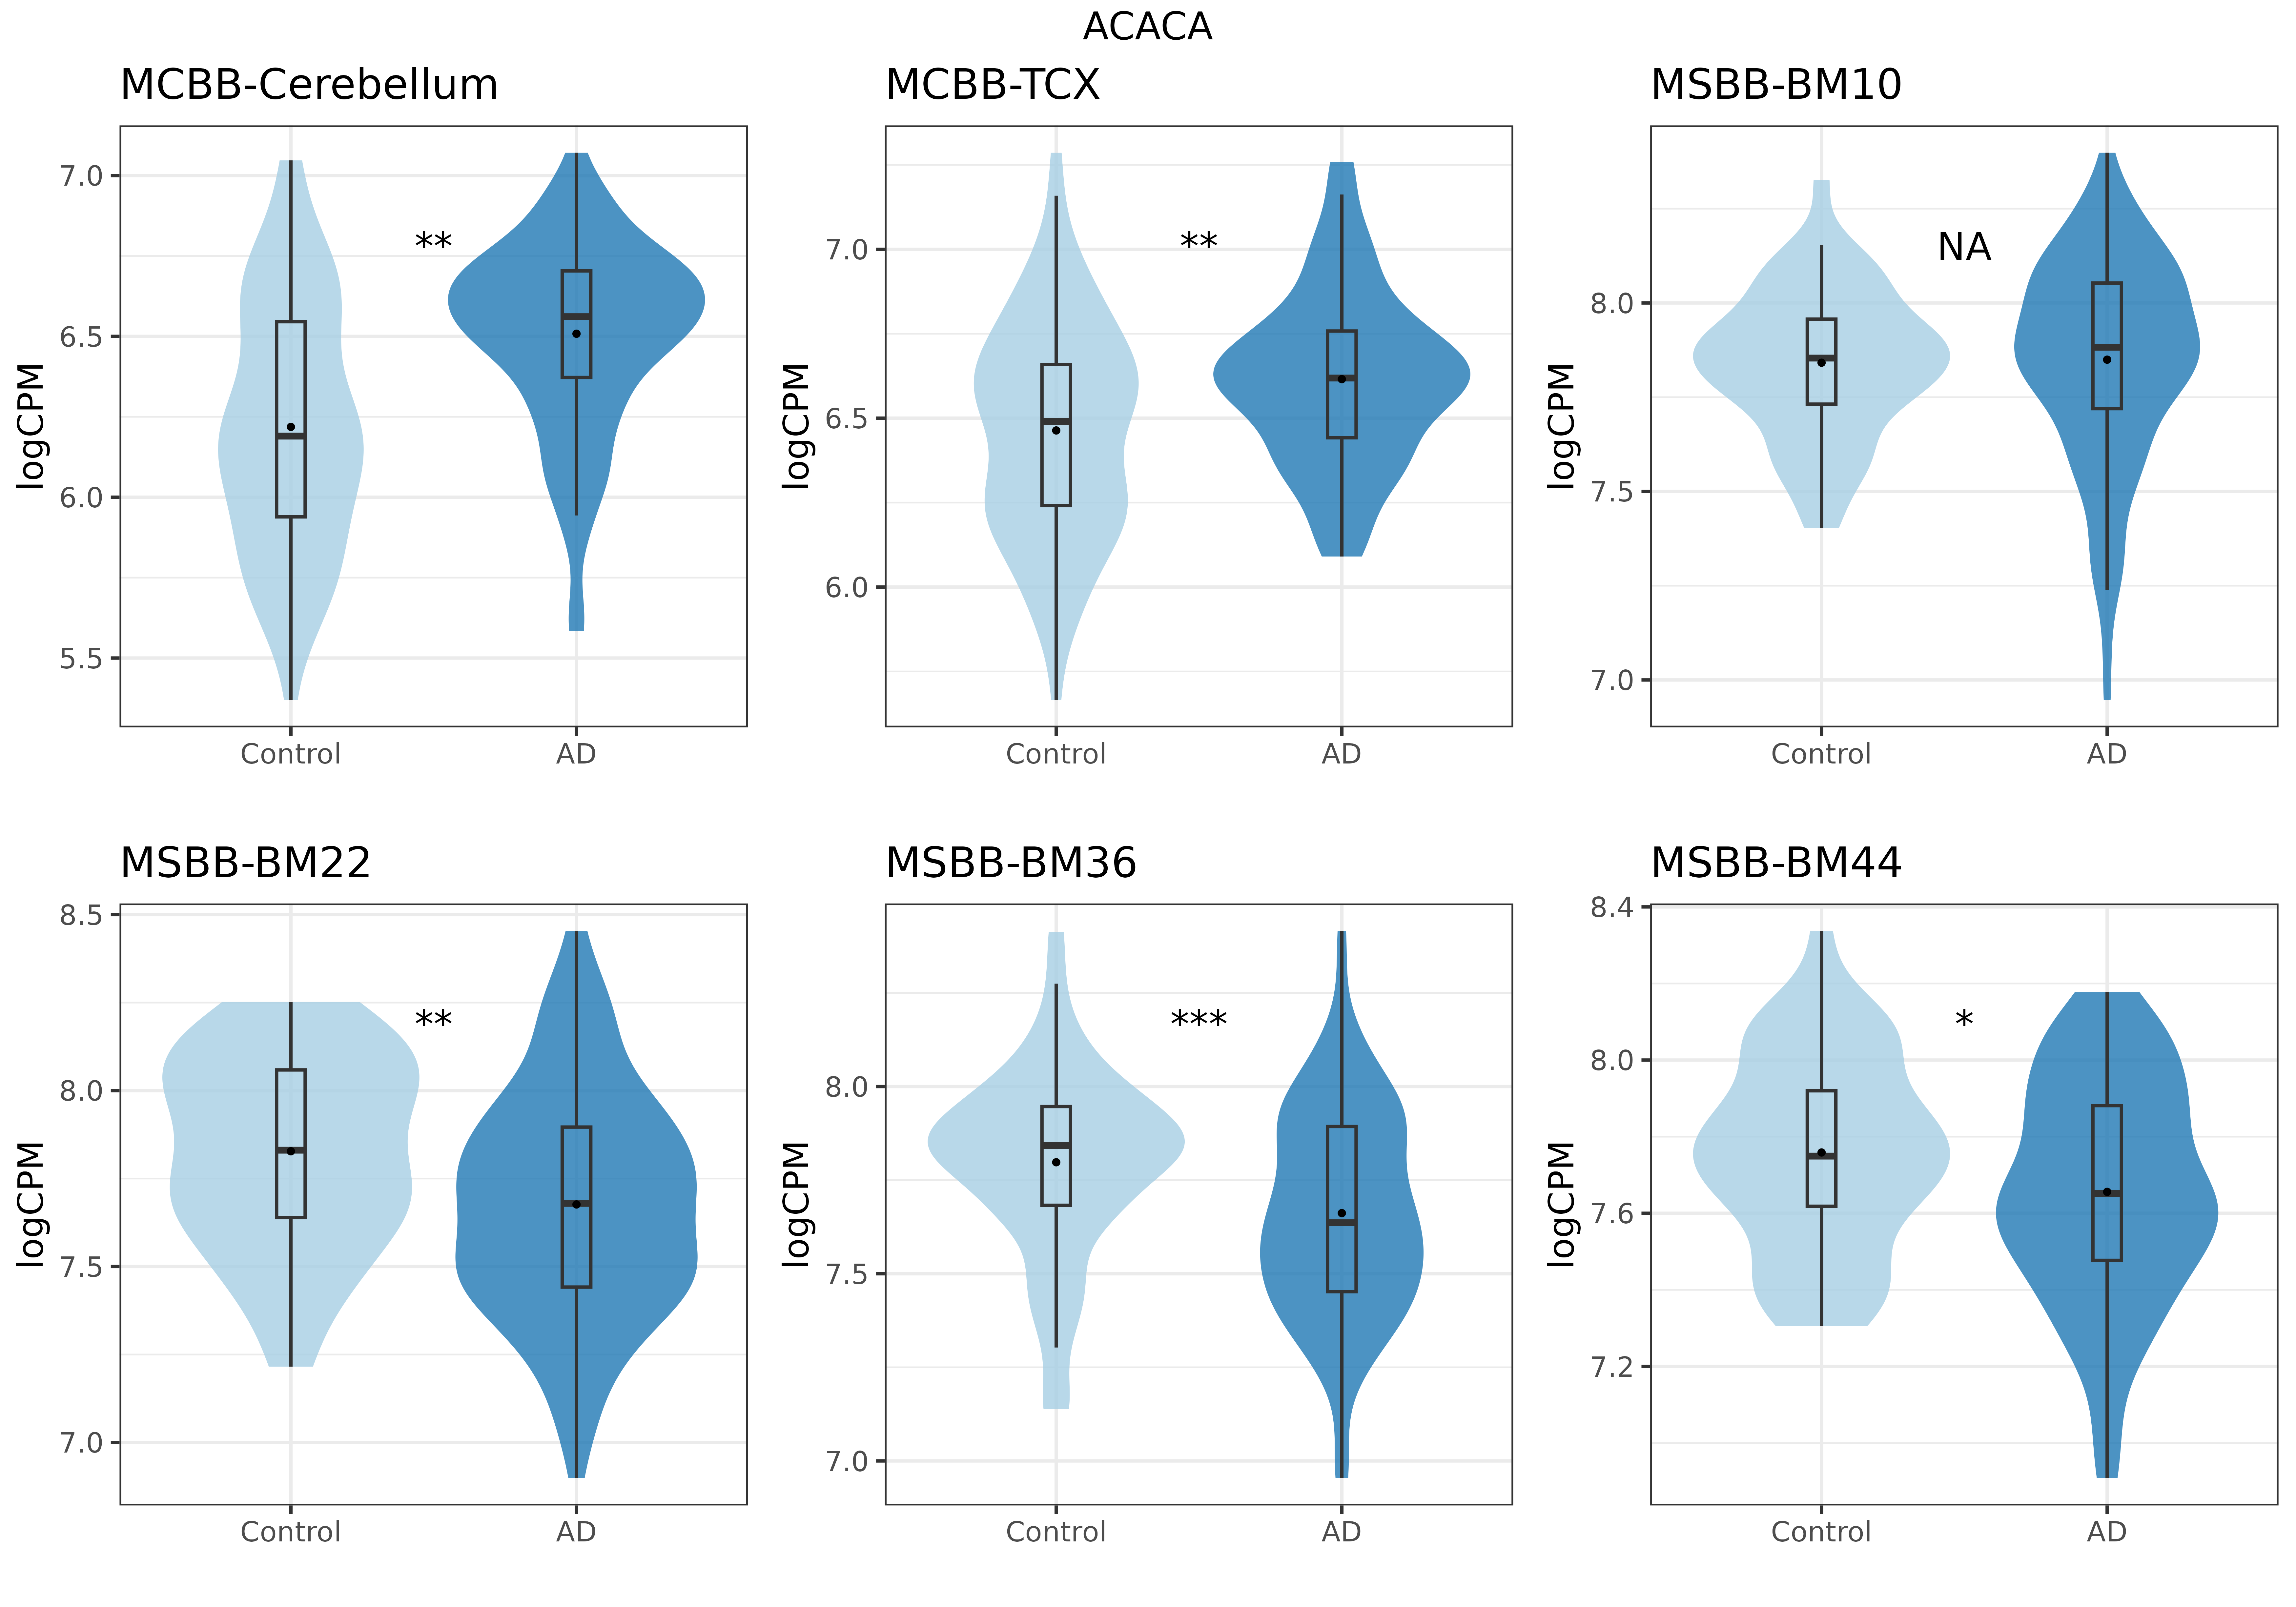 ACACA
MCBB-Cerebellum
logCPM
7.0
6.5
6.0
5.5
**
Control
AD
MCBB-TCX
logCPM
7.0
6.5
6.0
**
Control
AD
MSBB-BM10
logCPM
8.0
7.5
7.0
NA
Control
AD
MSBB-BM22
logCPM
8.5
8.0
7.5
7.0
**
Control
AD
MSBB-BM36
logCPM
8.0
7.5
7.0
***
Control
AD
MSBB-BM44
logCPM
8.4
8.0
7.6
7.2
*
Control
AD